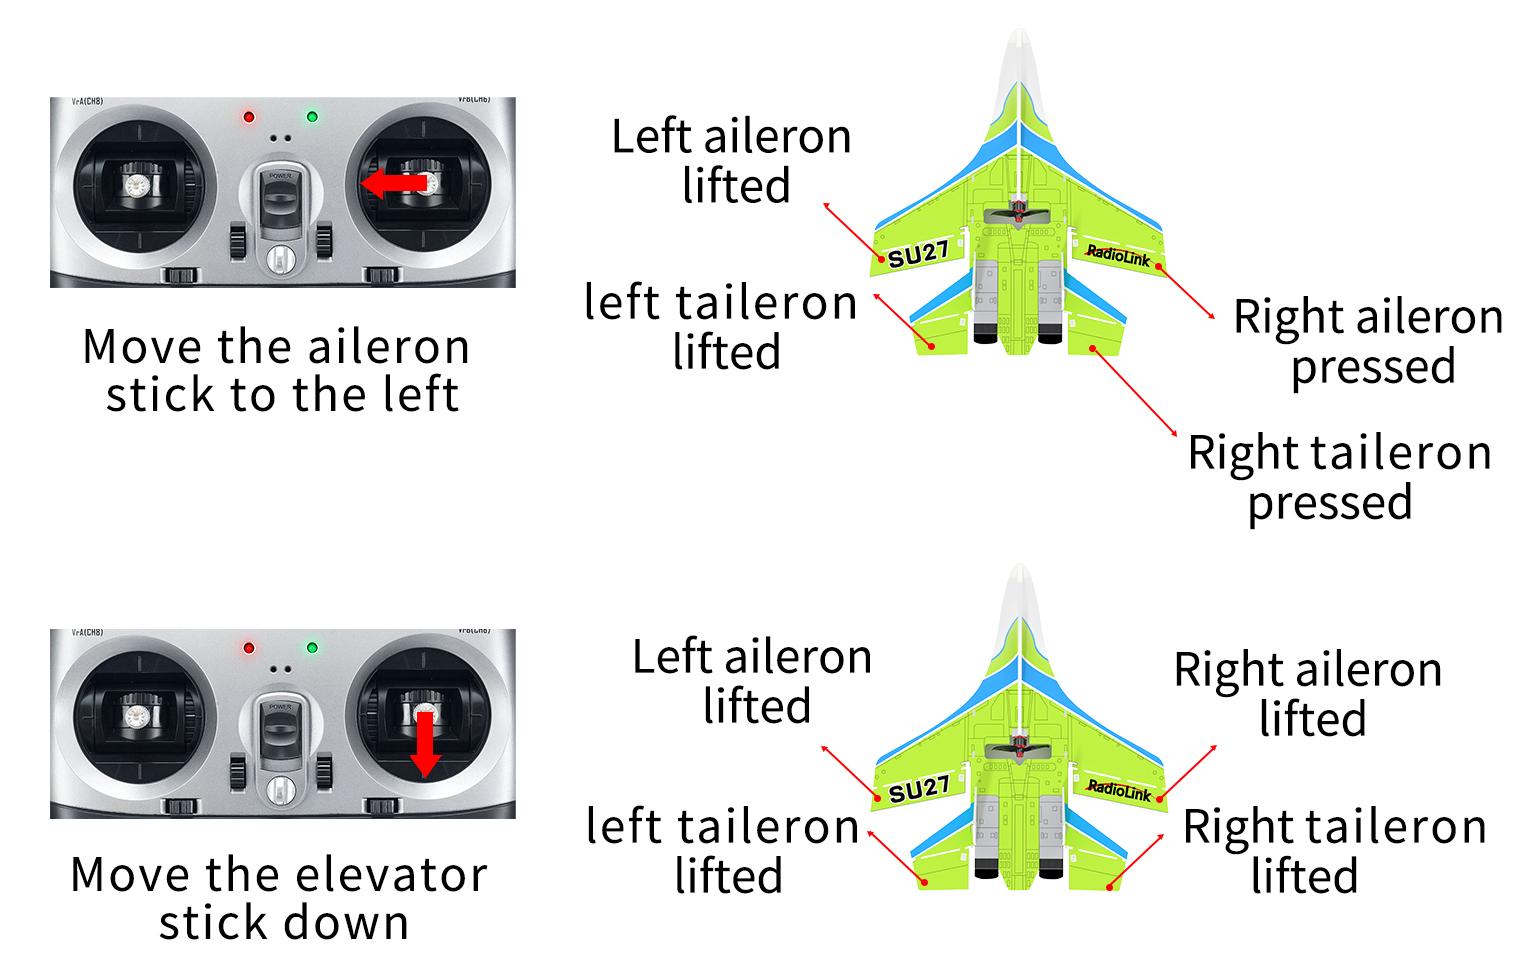 VrA(CH8)
VrB(CH6)
POWER
Move the aileron
stick to the left
Left aileron
lifted
left taileron
lifted
SU27
RadioLink
Right aileron
pressed
Right taileron
pressed
VrA(CH8)
VrB(CH6)
POWER
Move the elevator
stick down
Left aileron
lifted
left taileron
lifted
SU27
RadioLink
Right aileron
lifted
Right taileron
lifted